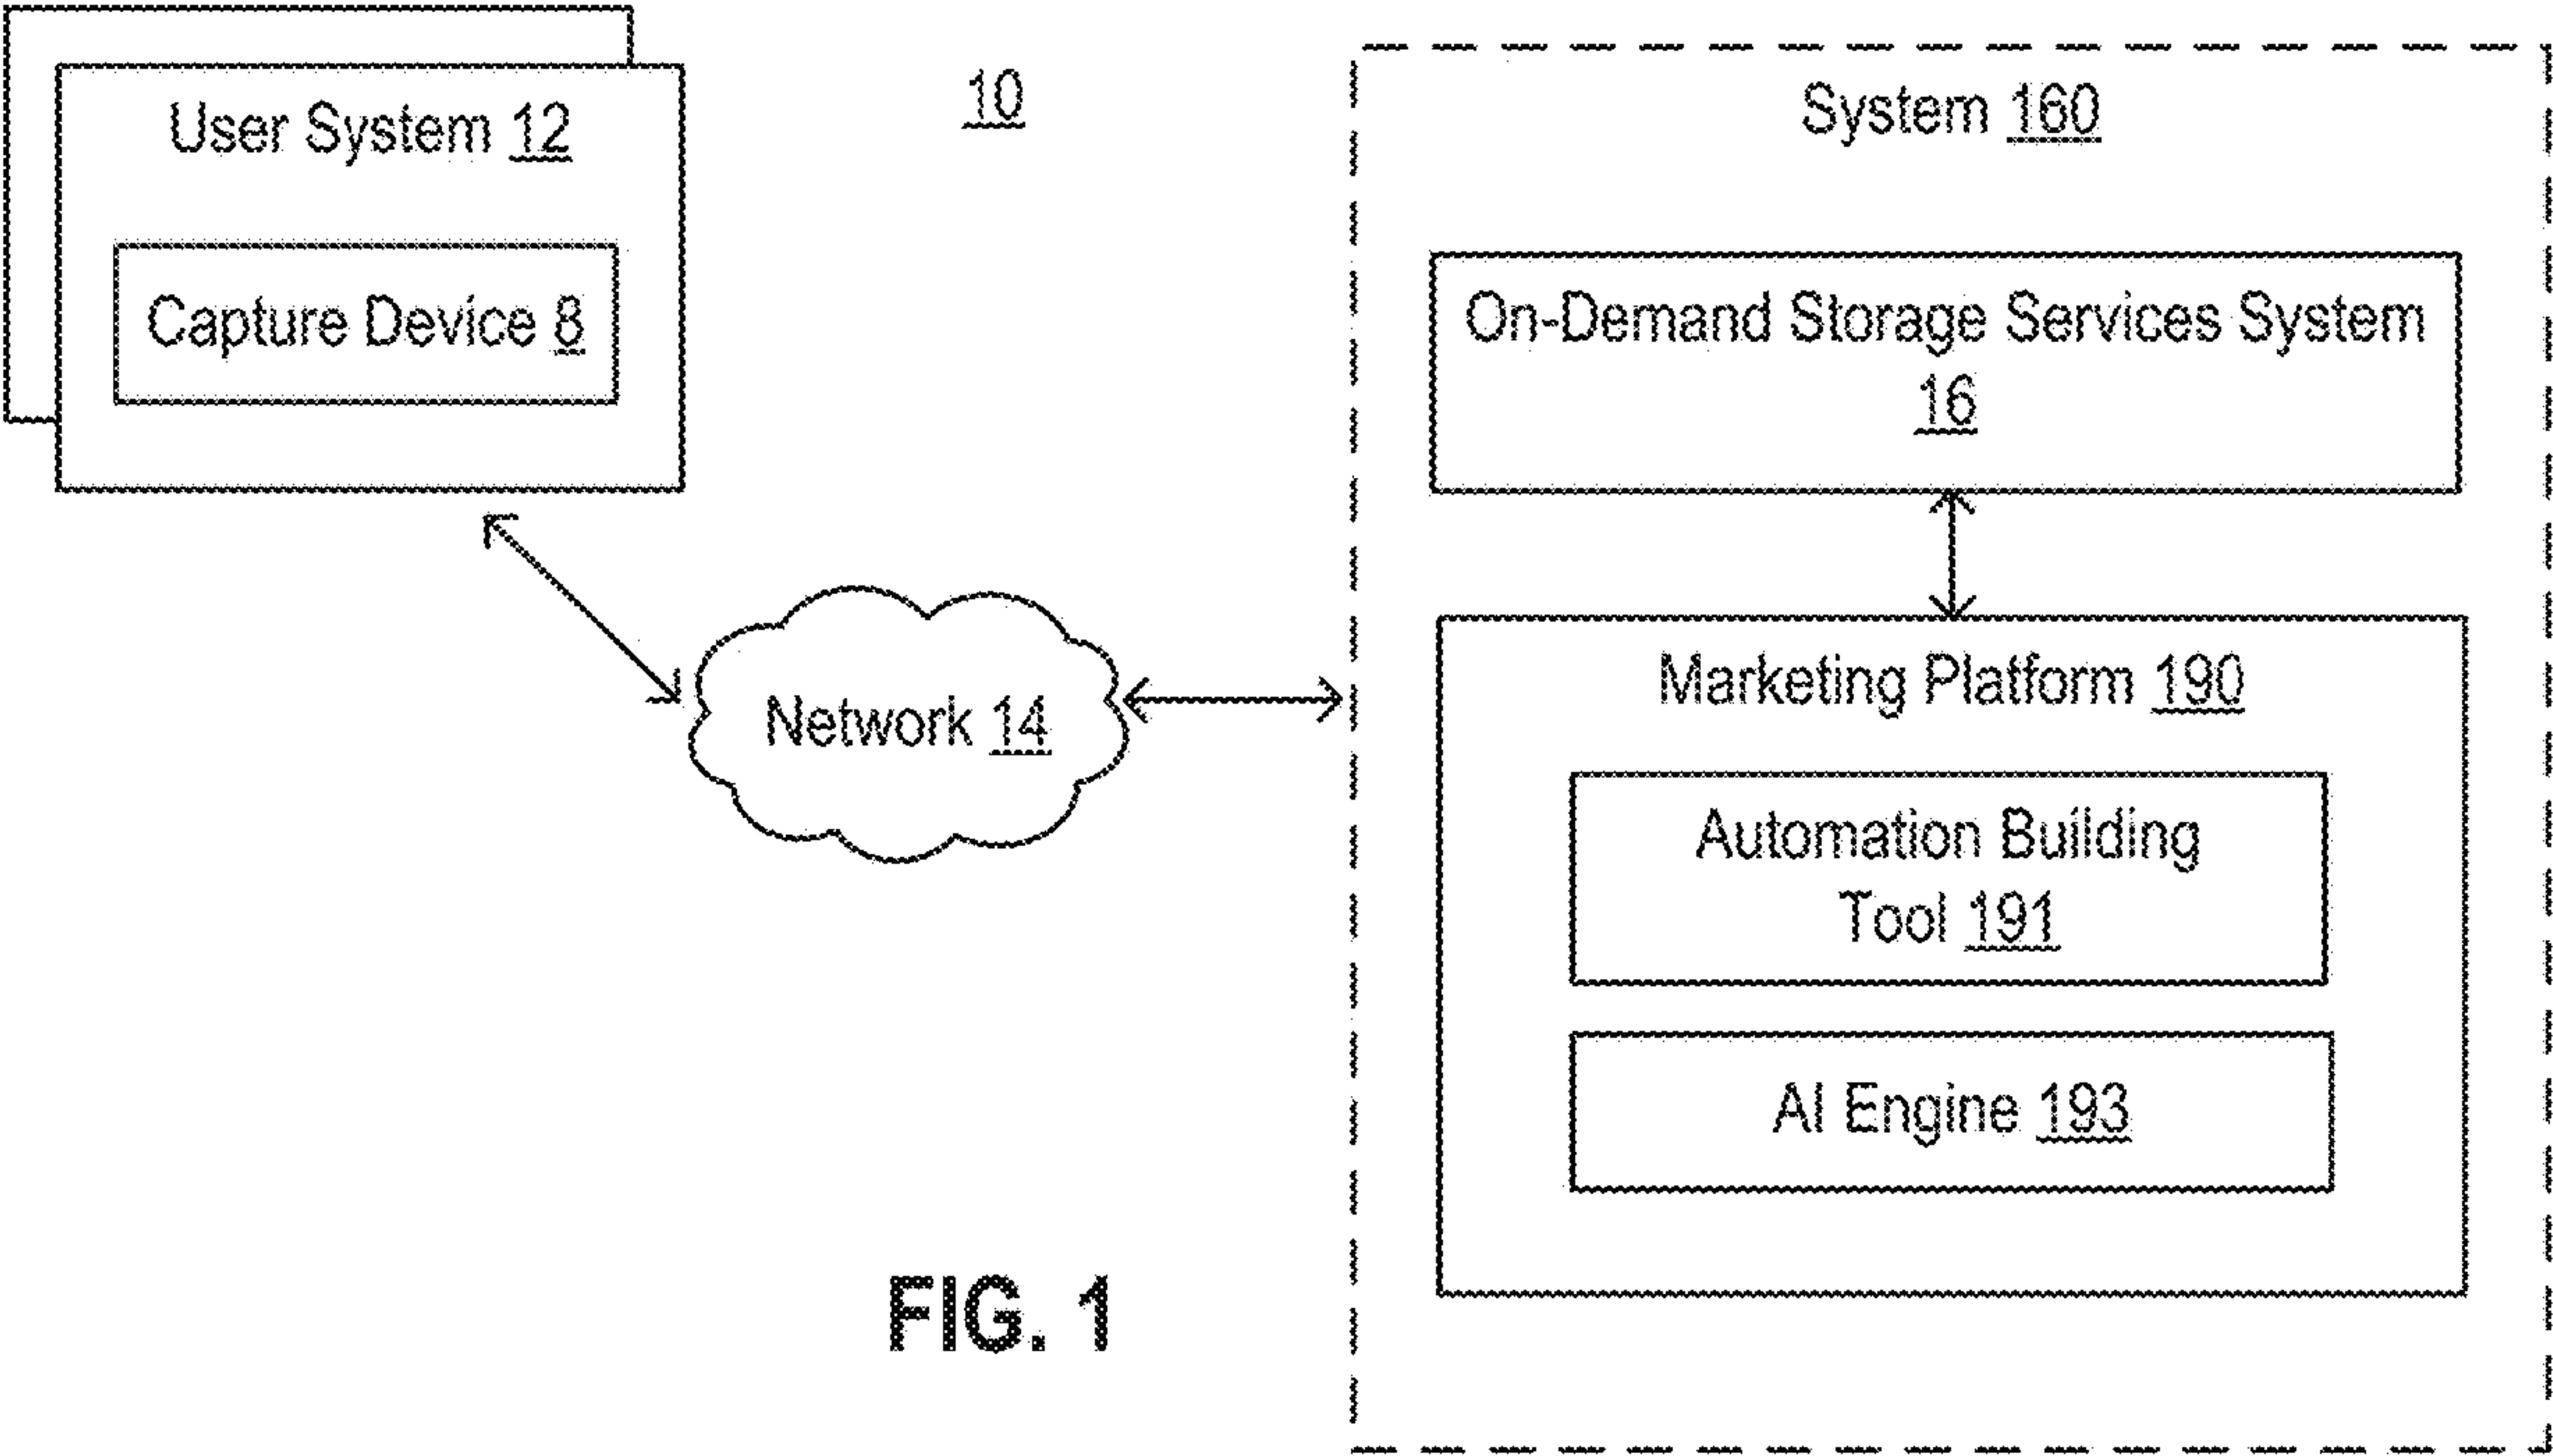 10
User System 12
Capture Device 8
Network 14
System 160
On-Demand Storage Services System
16
Marketing Platform 190
Automation Building
Tool 191
AI Engine 193
FIG. 1